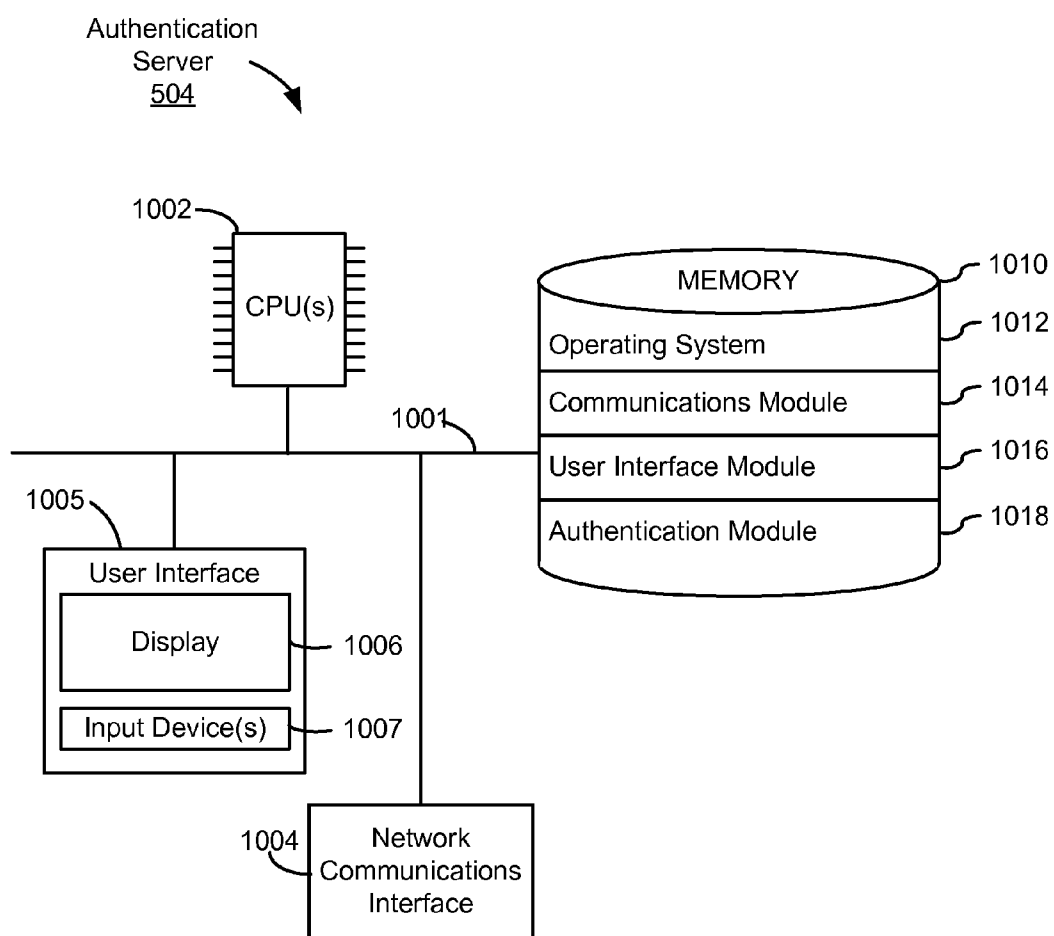 Authentication
Server
504
1002
CPU(s)
MEMORY
1010
Operating System
1012
Communications Module
1014
User Interface Module
1016
Authentication Module
1018
1001
1005
User Interface
Display
1006
Input Device(s)
1007
1004
Network
Communications
Interface